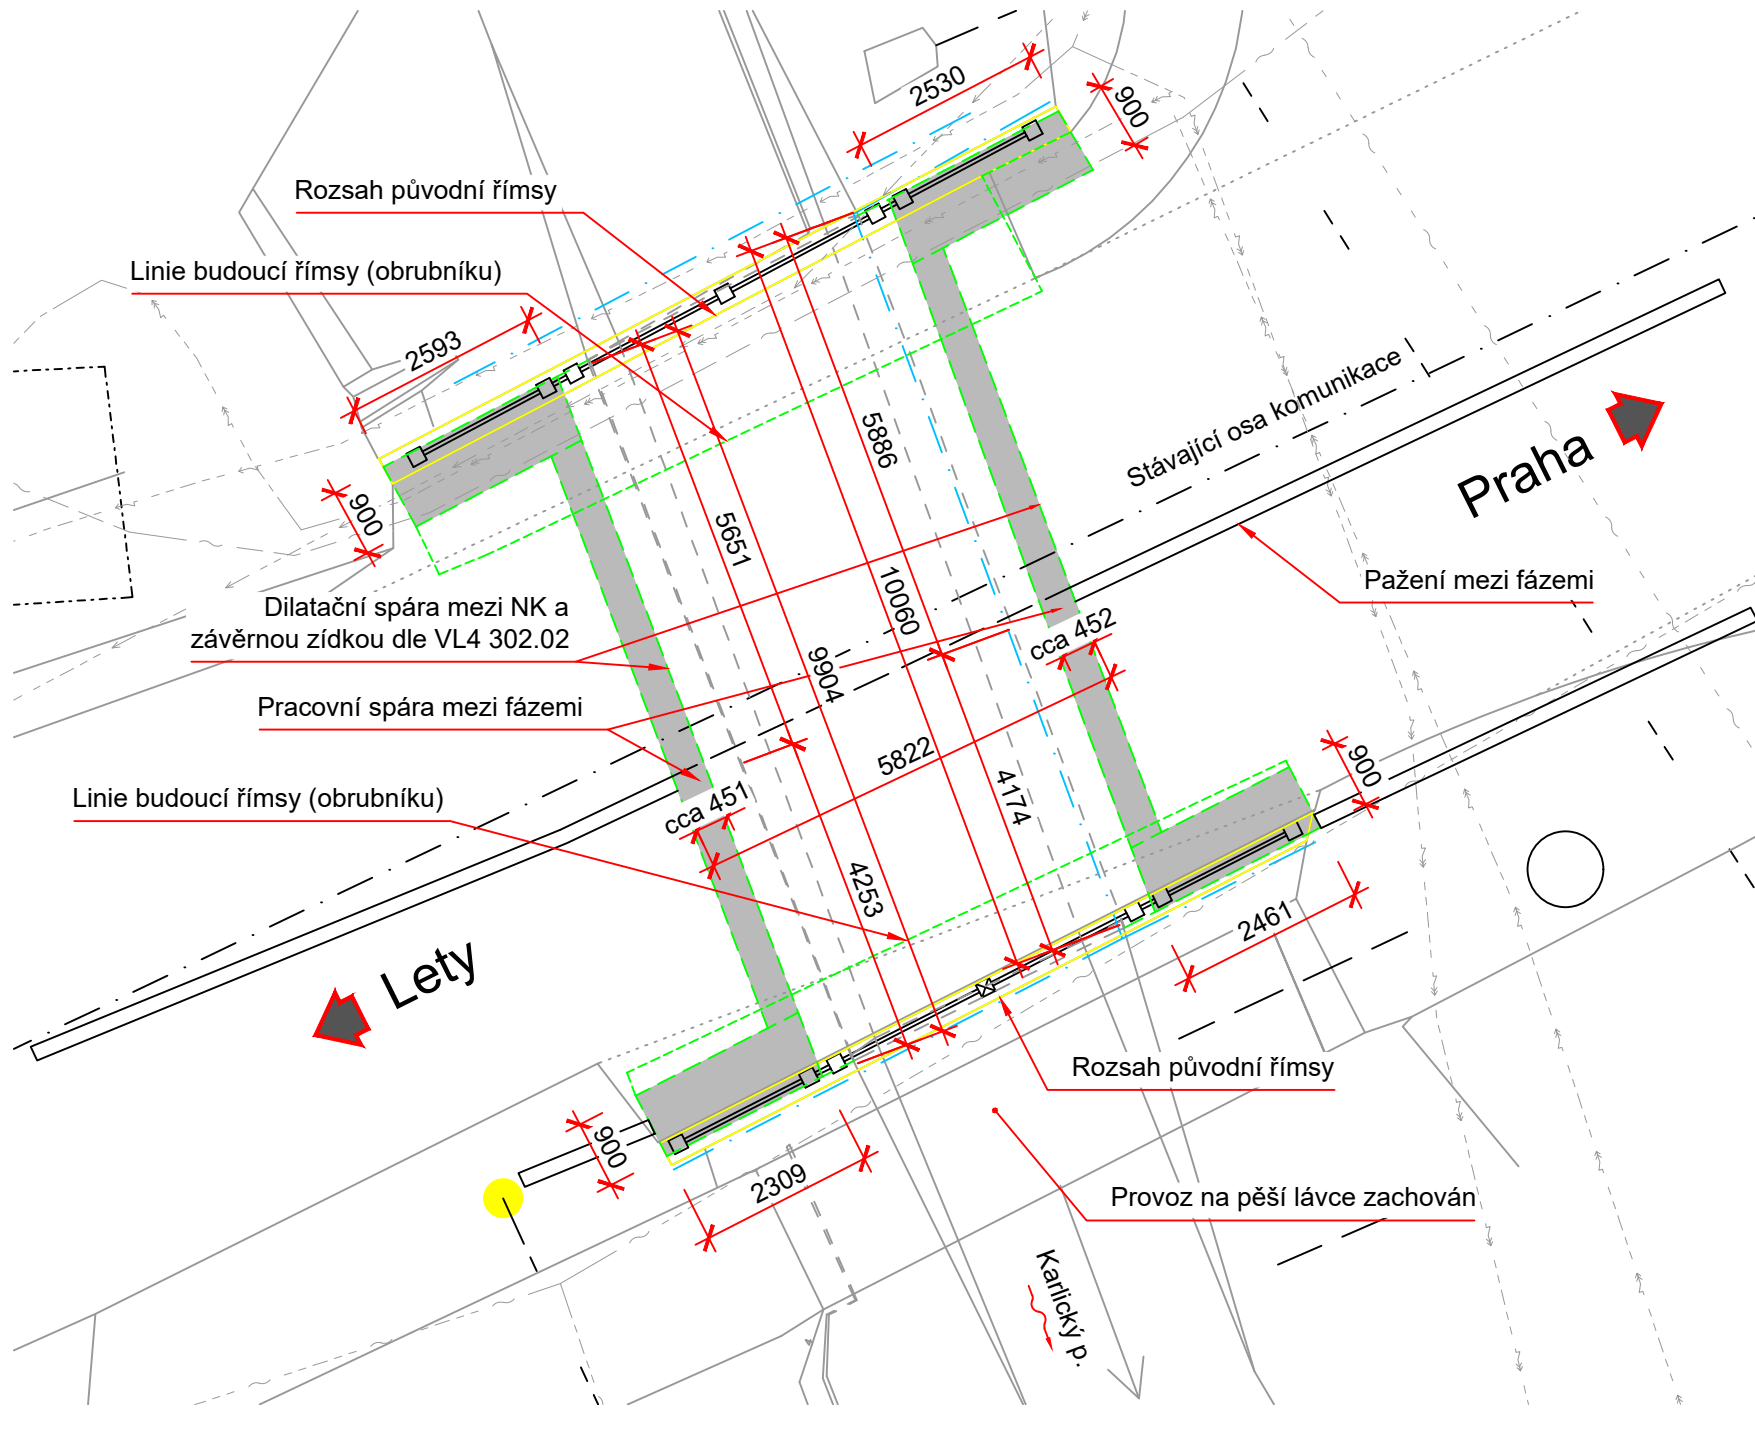 2530
900
Rozsah původní římsy
Linie budoucí římsy (obrubníku)
2593
900
5886
5651
10060
9904
Stávající osa komunikace
Praha
Pažení mezi fázemi
Dilatační spára mezi NK a
závěrnou zídkou dle VL4 302.02
cca 452
Pracovní spára mezi fázemi
5822
900
Linie budoucí římsy (obrubníku)
cca 451
4174
4253
2461
Lety
Rozsah původní římsy
900
2309
Provoz na pěší lávce zachován
Karlický p.